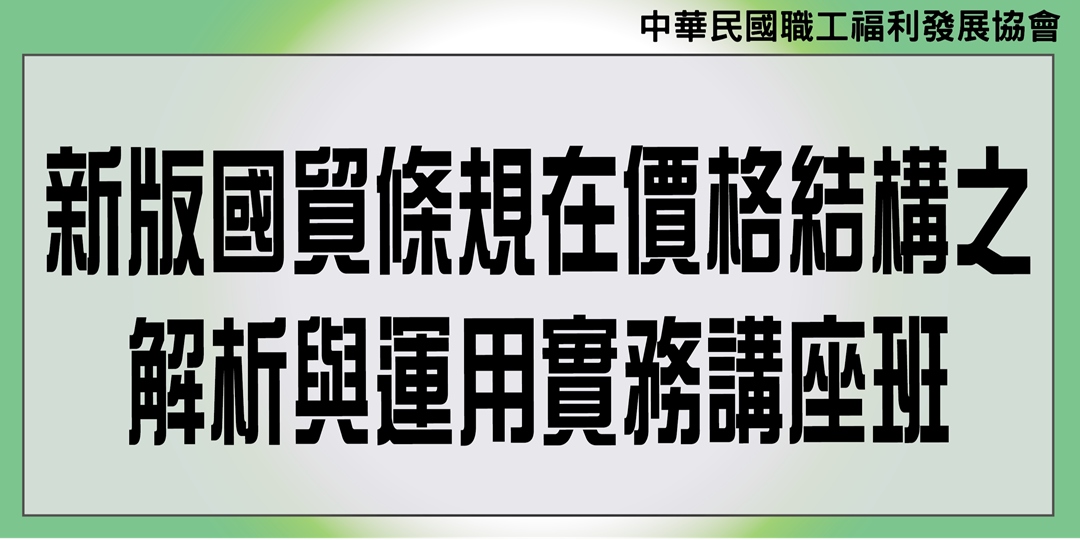 中華民國職工福利發展協會
新版國貿條規在價格結構之
解析與運用實務講座班